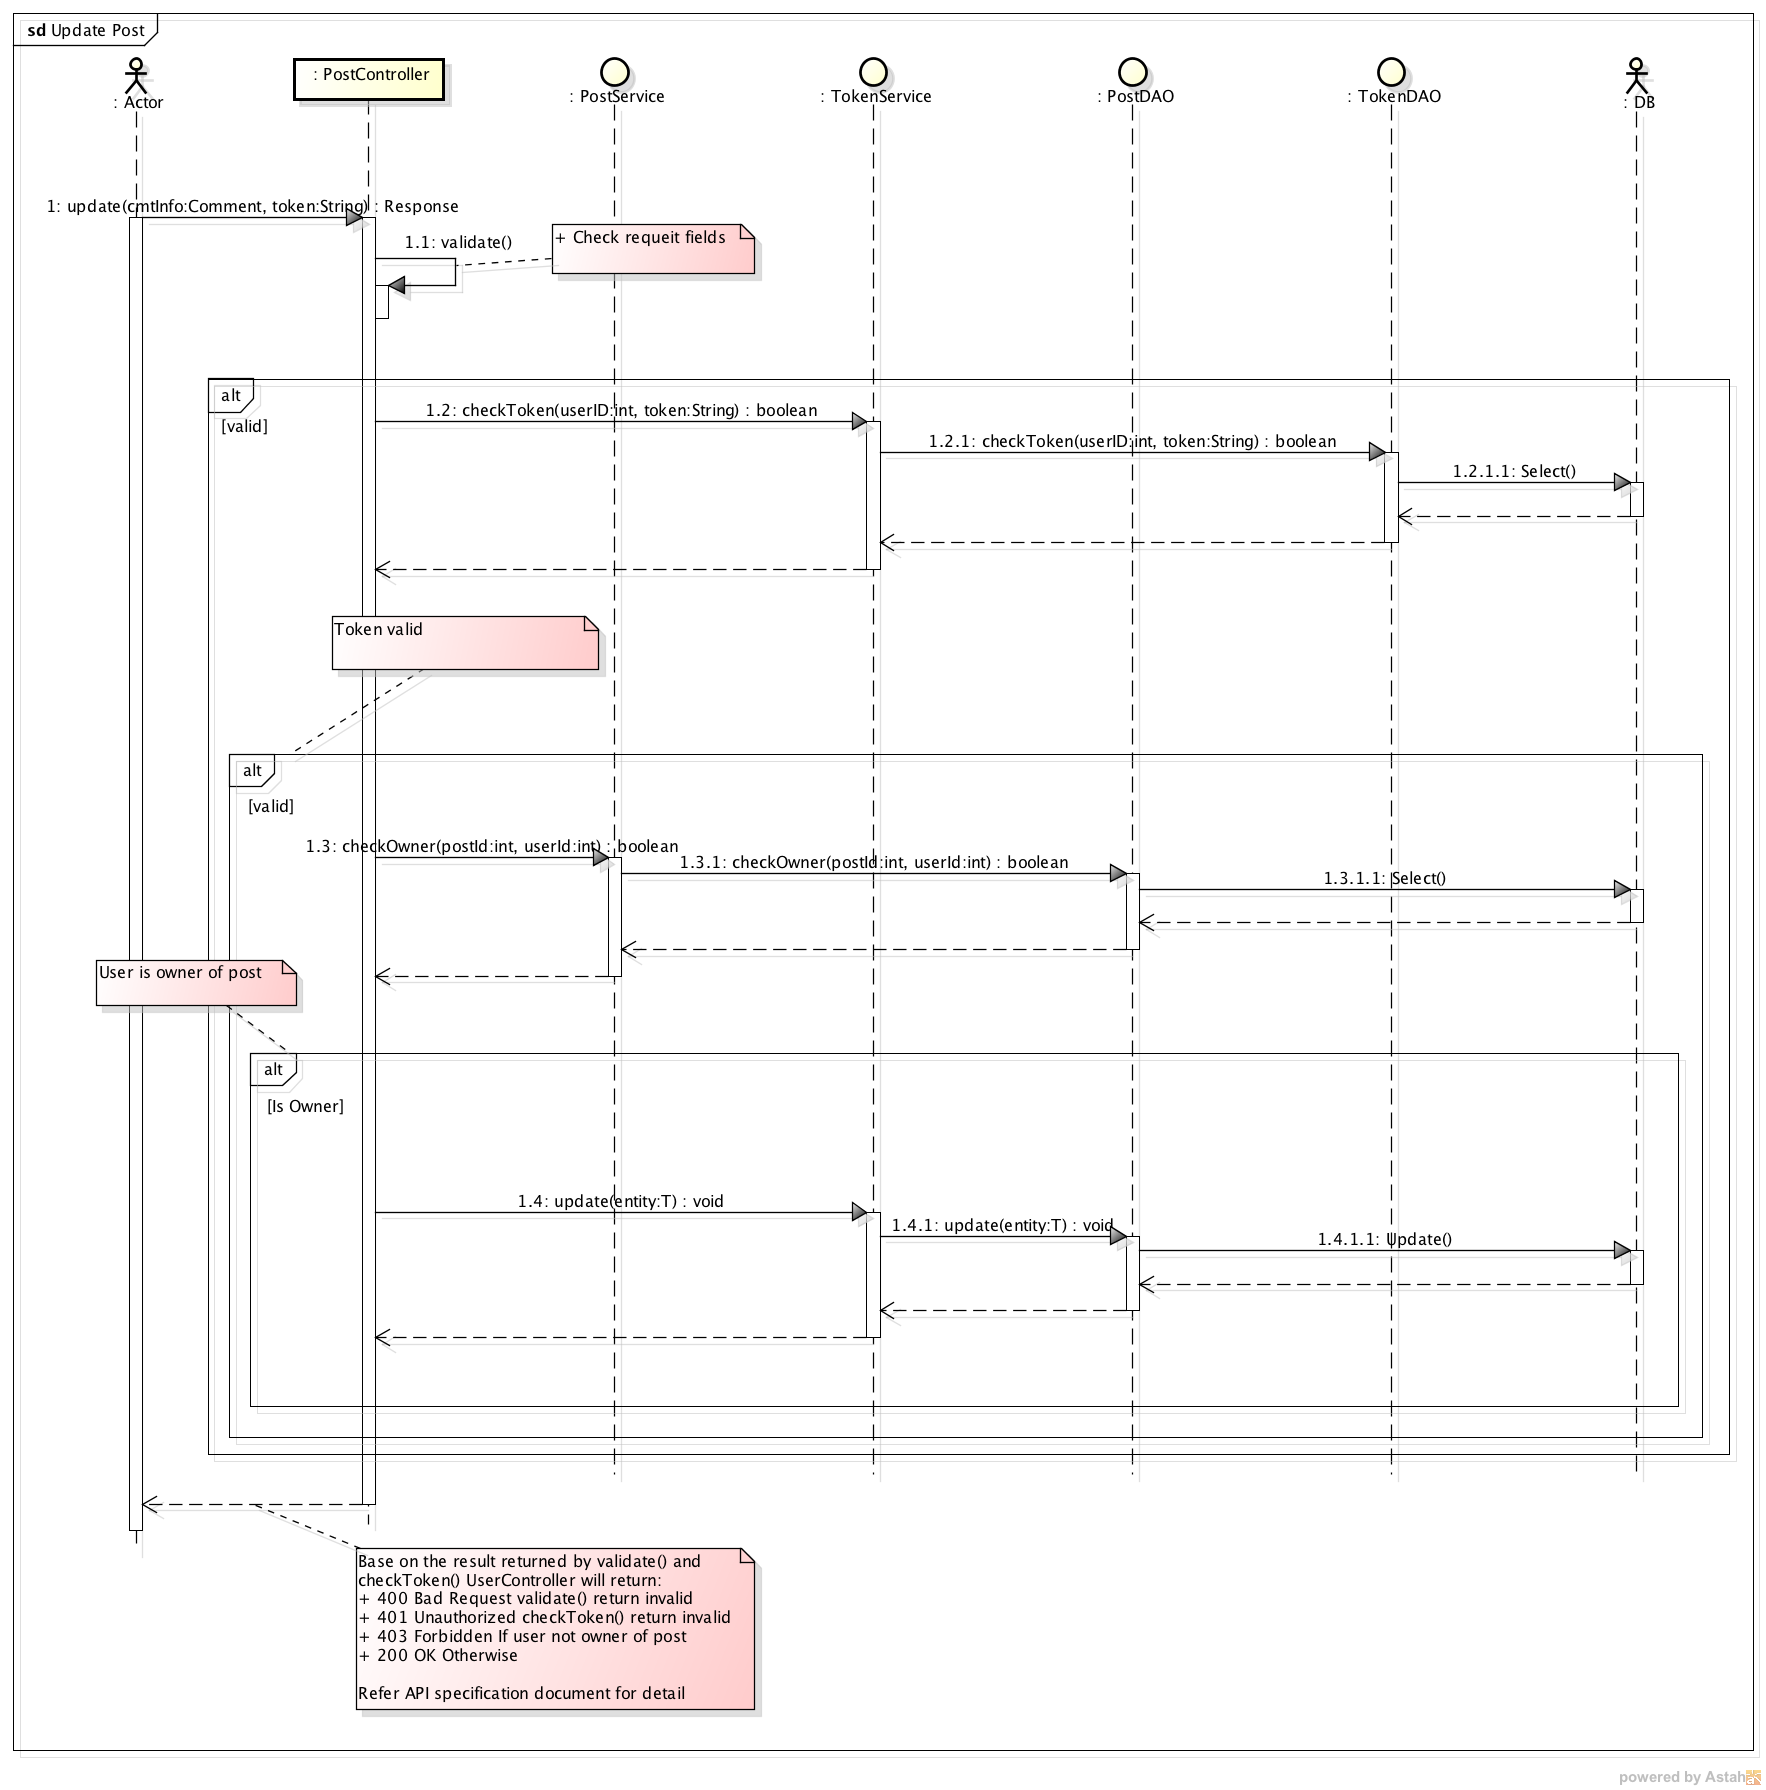 sd Update Post
: Actor
: PostController
: PostService
: TokenService
: PostDAO
: TokenDAO
: DB
1: update(cmtInfo:Comment, token:String) : Response
1.1: validate()
+ Check requeit fields
alt
[valid]
1.2: checkToken(userID:int, token:String) : boolean
1.2.1: checkToken(userID:int, token:String) : boolean
1.2.1.1: Select()
Token valid
alt
[valid]
1.3: checkOwner(postId:int, userId:int) : boolean
1.3.1: checkOwner(postId:int, userId:int) : boolean
1.3.1.1: Select()
User is owner of post
alt
[Is Owner]
1.4: update(entity:T) : void
1.4.1: update(entity:T) : void
1.4.1.1: Update()
Base on the result returned by validate() and
checkToken() UserController will return:
+ 400 Bad Request validate() return invalid
+ 401 Unauthorized checkToken() return invalid
+ 403 Forbidden If user not owner of post
+ 200 OK Otherwise
Refer API specification document for detail
powered by Astah